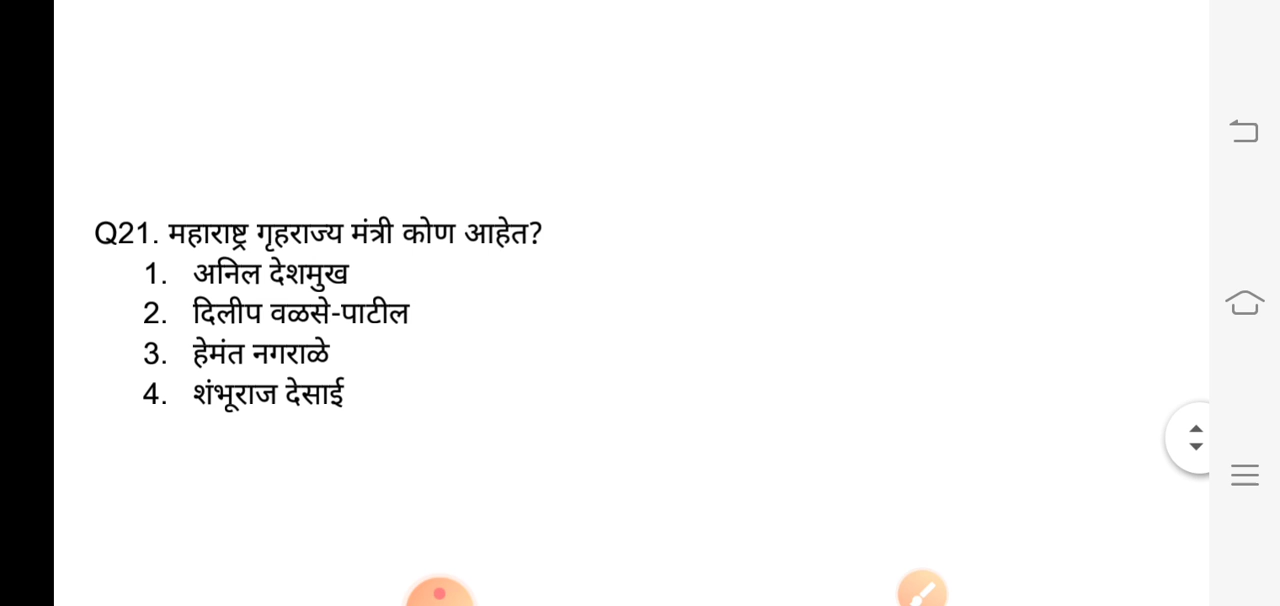 Q21. महाराष्ट्र गृहराज्य मंत्री कोण आहेत?
1. अनिल देशमुख
2. दिलीप वळसे-पाटील
3. हेमंत नगराळे
4. शंभूराज देसाई